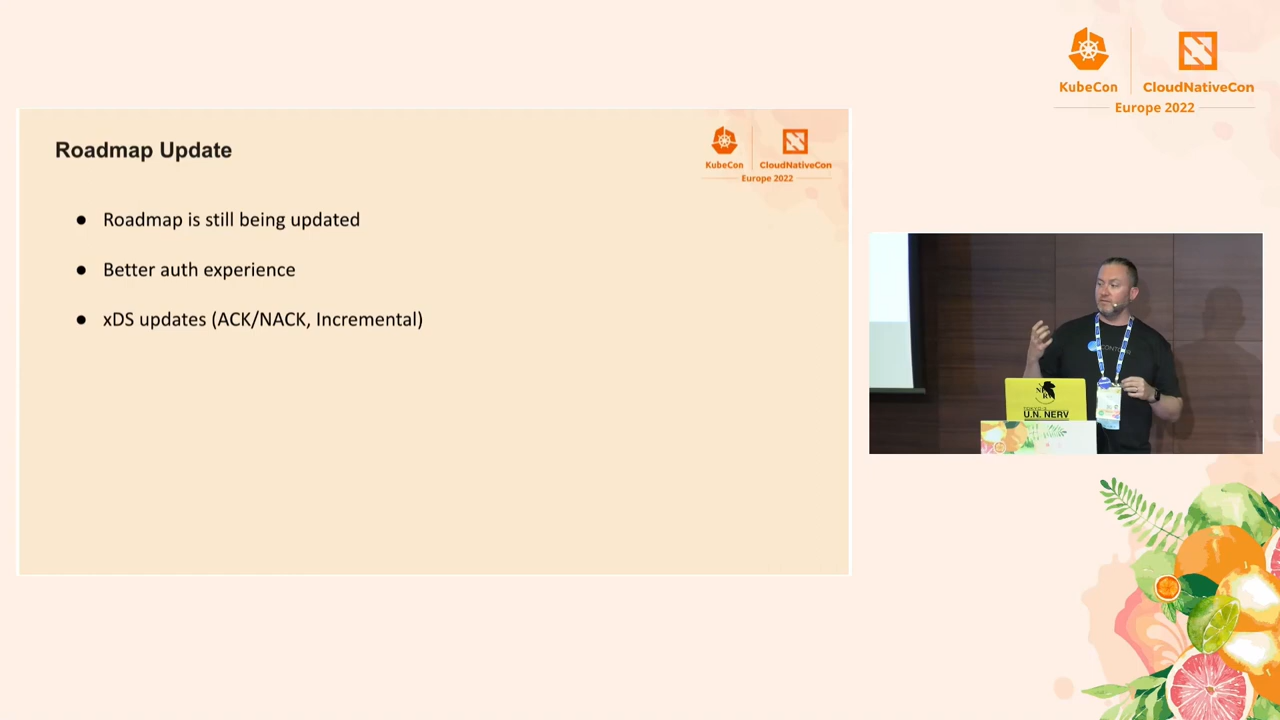 KubeCon
CloudNativeCon
Europe 2022
Roadmap Update
KubeCon
CloudNativeCon
Europe 2022
● Roadmap is still being updated
● Better auth experience
● xDS updates (ACK/NACK, Incremental)
U.N. NERV